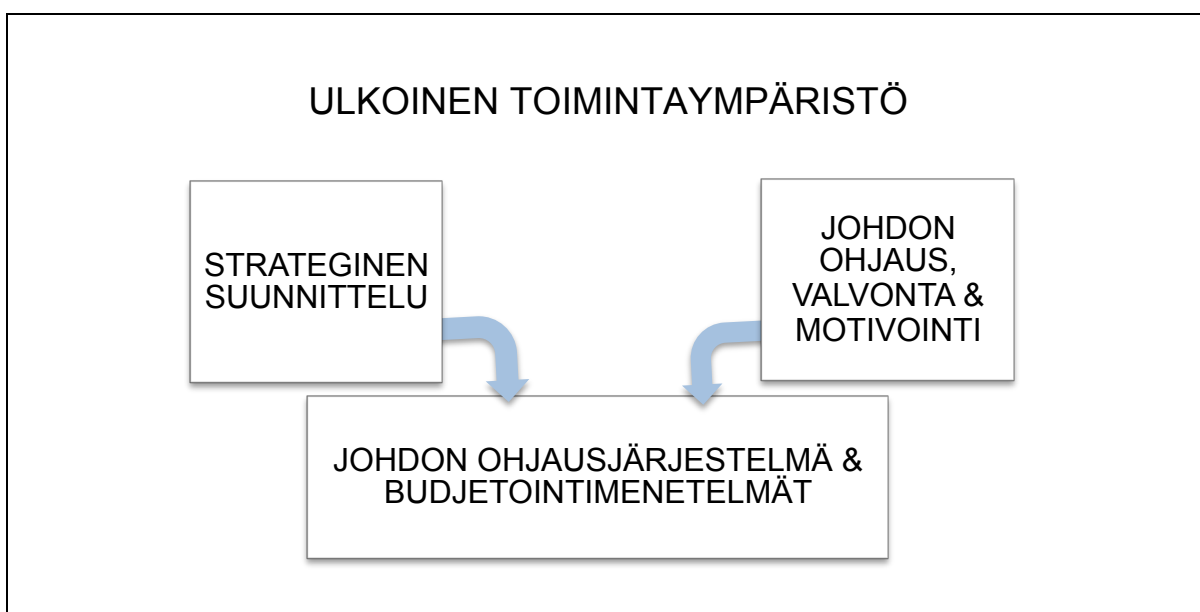 ULKOINEN TOIMINTAYMPÄRISTÖ
STRATEGINEN
SUUNNITTELU
JOHDON
OHJAUS,
VALVONTA &
MOTIVOINTI
JOHDON OHJAUSJÄRJESTELMÄ &
BUDJETOINTIMENETELMÄT